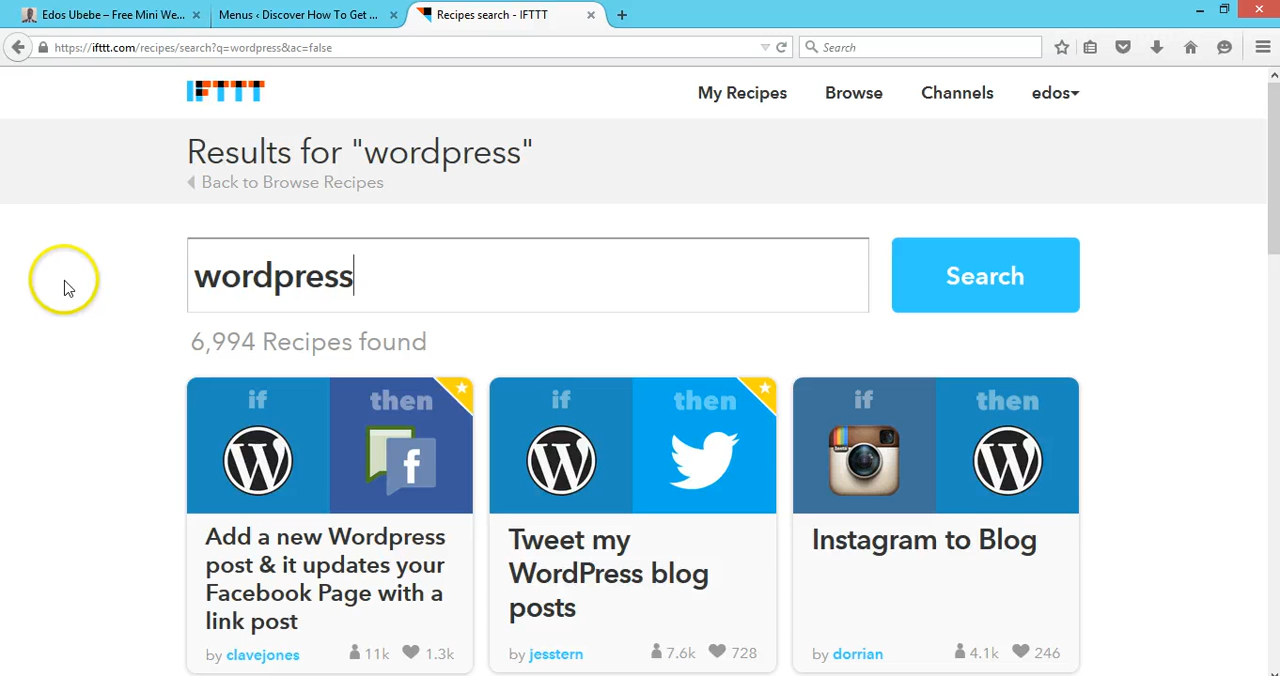 Edos Ubebe – Free Mini We...
Menus ‹ Discover How To Get ...
Recipes search - IFTTT
https://ifttt.com/recipes/search?q=wordpress&ac=false
Search
IFTTT
My Recipes
Browse
Channels
edos
Results for "wordpress"
Back to Browse Recipes
wordpress
Search
6,994 Recipes found
if
then
Add a new Wordpress
post & it updates your
Facebook Page with a
link post
by clavejones
11k
1.3k
if
then
Tweet my
WordPress blog
posts
by jesstern
7.6k
728
if
then
Instagram to Blog
by dorrian
4.1k
246